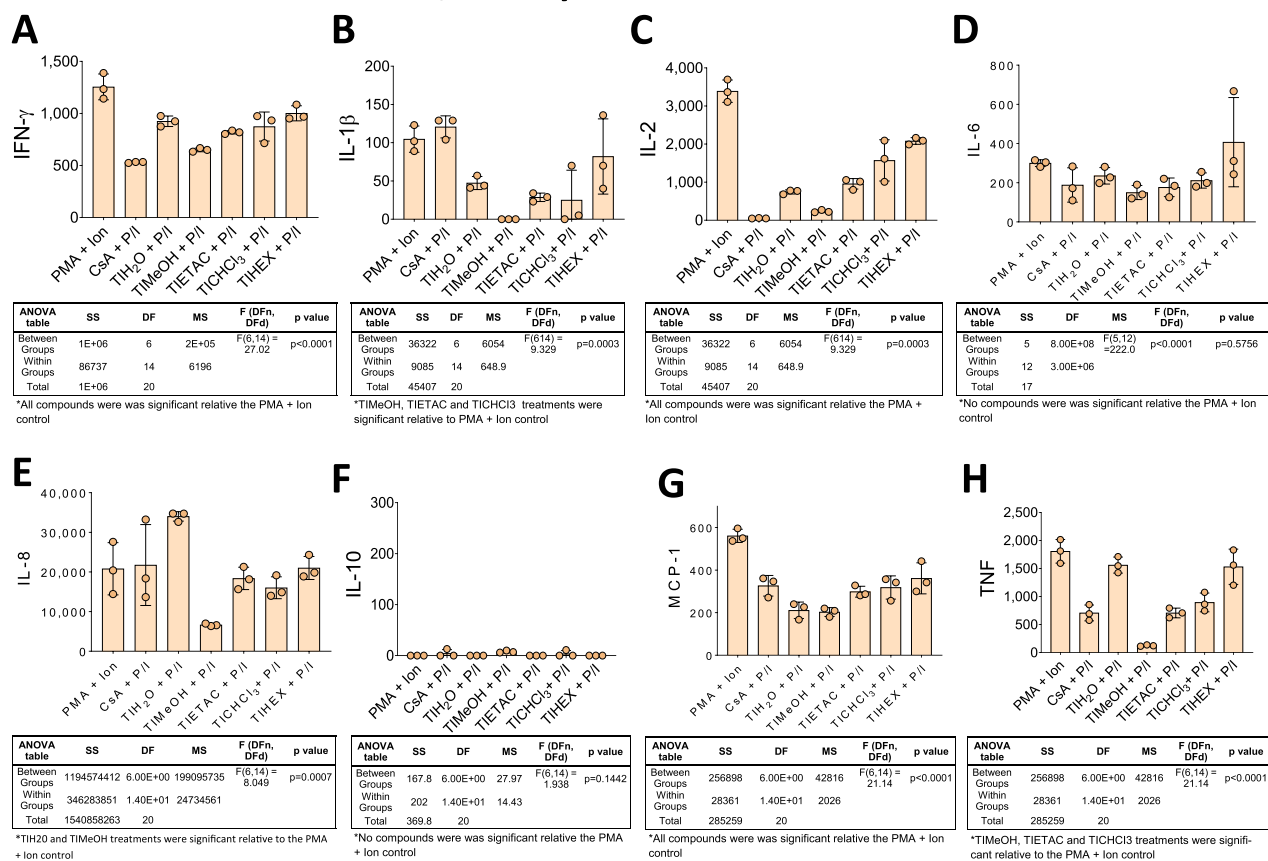 A
IFN-γ
1,500
1,000
500
0
PMA + Ion
CsA + P/I
TIH₂O + P/I
TIMeOH + P/I
TIETAC + P/I
TICHCl₃ + P/I
TIHEX + P/I
ANOVA table SS DF MS F (DFn, DFd) p value
Between Groups 1E+06 6 2E+05 F(6,14) = 27.02 p<0.0001
Within Groups 86737 14 6196
Total 1E+06 20
*All compounds were was significant relative the PMA + Ion
control
B
IL-1β
200
150
100
50
0
PMA + Ion
CsA + P/I
TIH₂O + P/I
TIMeOH + P/I
TIETAC + P/I
TICHCl₃ + P/I
TIHEX + P/I
ANOVA table SS DF MS F (DFn, DFd) p value
Between Groups 36322 6 6054 F(614) = 9.329 p=0.0003
Within Groups 9085 14 648.9
Total 45407 20
*TIMeOH, TIETAC and TICHCl3 treatments were
significant relative to PMA + Ion control
C
IL-2
4,000
3,000
2,000
1,000
0
PMA + Ion
CsA + P/I
TIH₂O + P/I
TIMeOH + P/I
TIETAC + P/I
TICHCl₃ + P/I
TIHEX + P/I
ANOVA table SS DF MS F (DFn, DFd) p value
Between Groups 36322 6 6054 F(614) = 9.329 p=0.0003
Within Groups 9085 14 648.9
Total 45407 20
*All compounds were was significant relative the PMA +
Ion control
D
IL-6
800
600
400
200
0
PMA + Ion
CsA + P/I
TIH₂O + P/I
TIMeOH + P/I
TIETAC + P/I
TICHCl₃ + P/I
TIHEX + P/I
ANOVA table SS DF MS F (DFn, DFd) p value
Between Groups 5 8.00E+08 F(5,12) =222.0 p<0.0001 p=0.5756
Within Groups 12 3.00E+06
Total 17
*No compounds were was significant relative the PMA + Ion
control
E
IL-8
40,000
30,000
20,000
10,000
0
PMA + Ion
CsA + P/I
TIH₂O + P/I
TIMeOH + P/I
TIETAC + P/I
TICHCl₃ + P/I
TIHEX + P/I
ANOVA table SS DF MS F (DFn, DFd) p value
Between Groups 1194574412 6.00E+00 199095735 F(6,14) = 8.049 p=0.0007
Within Groups 346283851 1.40E+01 24734561
Total 1540858263 20
*TIH20 and TIMeOH treatments were significant relative to the PMA
+ Ion control
F
IL-10
300
200
100
0
PMA + Ion
CsA + P/I
TIH₂O + P/I
TIMeOH + P/I
TIETAC + P/I
TICHCl₃ + P/I
TIHEX + P/I
ANOVA table SS DF MS F (DFn, DFd) p value
Between Groups 167.8 6.00E+00 27.97 F(6,14) = 1.938 p=0.1442
Within Groups 202 1.40E+01 14.43
Total 369.8 20
*No compounds were was significant relative the PMA
+ Ion control
G
MCP-1
600
400
200
0
PMA + Ion
CsA + P/I
TIH₂O + P/I
TIMeOH + P/I
TIETAC + P/I
TICHCl₃ + P/I
TIHEX + P/I
ANOVA table SS DF MS F (DFn, DFd) p value
Between Groups 256898 6.00E+00 42816 F(6,14) = 21.14 p<0.0001
Within Groups 28361 1.40E+01 2026
Total 285259 20
*All compounds were was significant relative the PMA + Ion
control
H
TNF
2,500
2,000
1,500
1,000
500
0
PMA + Ion
CsA + P/I
TIH₂O + P/I
TIMeOH + P/I
TIETAC + P/I
TICHCl₃ + P/I
TIHEX + P/I
ANOVA table SS DF MS F (DFn, DFd) p value
Between Groups 256898 6.00E+00 42816 F(6,14) = 21.14 p<0.0001
Within Groups 28361 1.40E+01 2026
Total 285259 20
*TIMeOH, TIETAC and TICHCl3 treatments were signifi-
cant relative to the PMA + Ion control